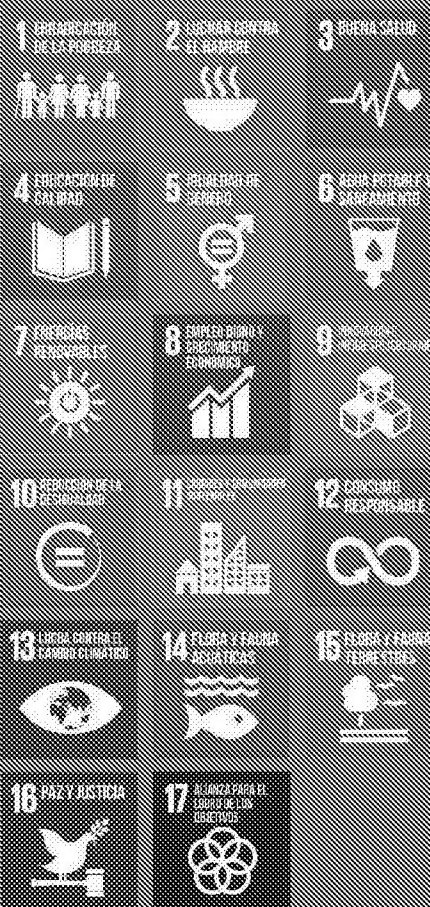 1 ERRADICACIÓN
DE LA POBREZA
2 LUCHAR CONTRA
EL HAMBRE
3 BUENA SALUD
4 EDUCACIÓN DE
CALIDAD
5 IGUALDAD DE
GÉNERO
6 AGUA POTABLE Y
SANEAMIENTO
7 ENERGÍAS
RENOVABLES
8 EMPLEO DIGNO Y
CRECIMIENTO
ECONÓMICO
9
10 REDUCCIÓN DE LA
DESIGUALDAD
11
12 CONSUMO
RESPONSABLE
13 LUCHA CONTRA EL
CAMBIO CLIMÁTICO
14 FLORA Y FAUNA
ACUÁTICAS
15 FLORA Y FAUNA
TERRESTRES
16 PAZ Y JUSTICIA
17 ALIANZA PARA EL
LOGRO DE LOS
OBJETIVOS